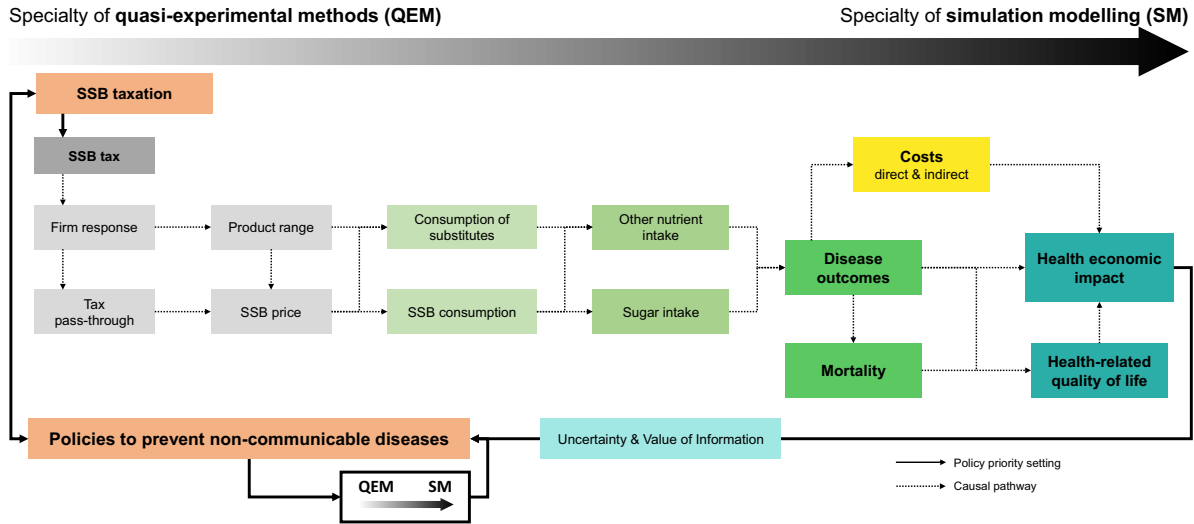 Specialty of quasi-experimental methods (QEM)
Specialty of simulation modelling (SM)
SSB taxation
SSB tax
Costs
direct & indirect
Firm response
Product range
Consumption of
substitutes
Other nutrient
intake
Disease
outcomes
Health economic
impact
Tax
pass-through
SSB price
SSB consumption
Sugar intake
Mortality
Health-related
quality of life
Policies to prevent non-communicable diseases
Uncertainty & Value of Information
Policy priority setting
Causal pathway
QEM SM